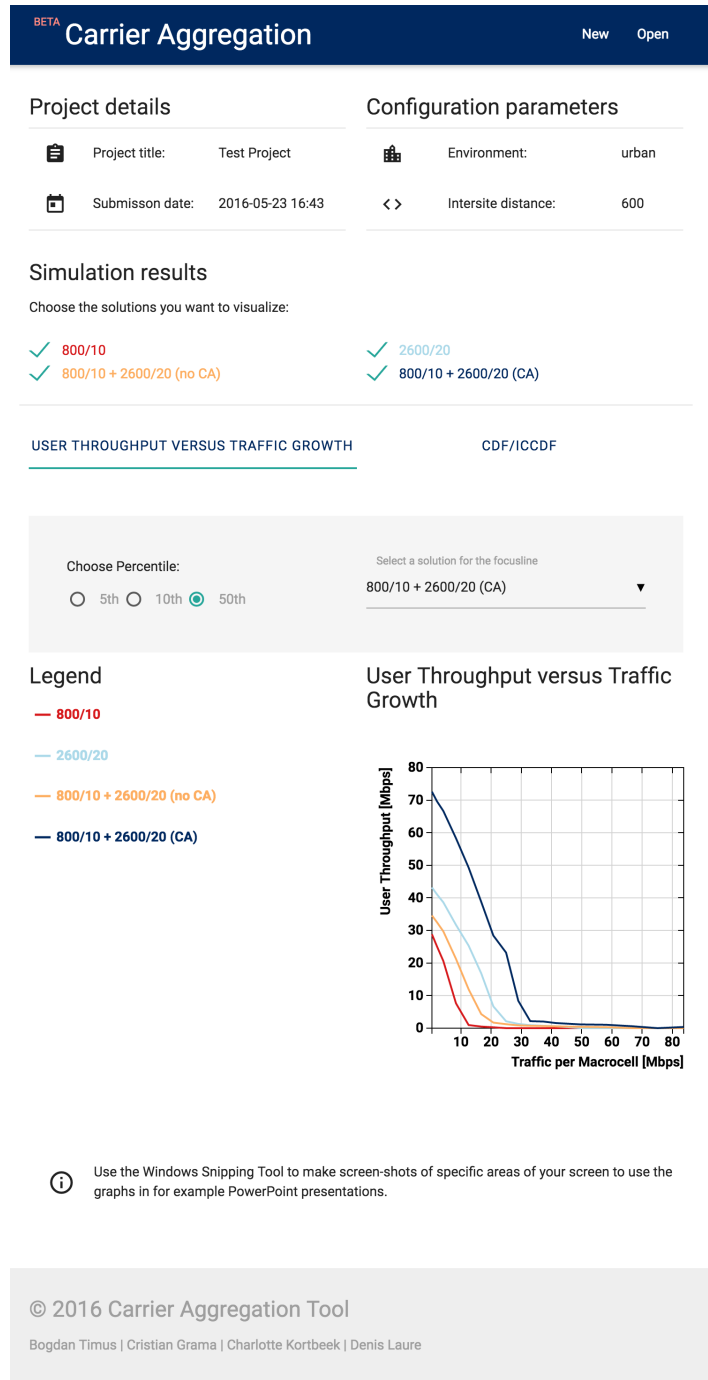 BETA
Carrier Aggregation
New
Open
Project details
Project title:
Test Project
Submisson date:
2016-05-23 16:43
Configuration parameters
Environment:
urban
Intersite distance:
600
Simulation results
Choose the solutions you want to visualize:
800/10
2600/20
800/10 + 2600/20 (no CA)
800/10 + 2600/20 (CA)
USER THROUGHPUT VERSUS TRAFFIC GROWTH
CDF/ICCDF
Choose Percentile:
5th
10th
50th
Select a solution for the focusline
800/10 + 2600/20 (CA)
Legend
800/10
2600/20
800/10 + 2600/20 (no CA)
800/10 + 2600/20 (CA)
User Throughput versus Traffic
Growth
User Throughput [Mbps]
80
70
60
50
40
30
20
10
0
10 20 30 40 50 60 70 80
Traffic per Macrocell [Mbps]
Use the Windows Snipping Tool to make screen-shots of specific areas of your screen to use the
graphs in for example PowerPoint presentations.
© 2016 Carrier Aggregation Tool
Bogdan Timus | Cristian Grama | Charlotte Kortbeek | Denis Laure